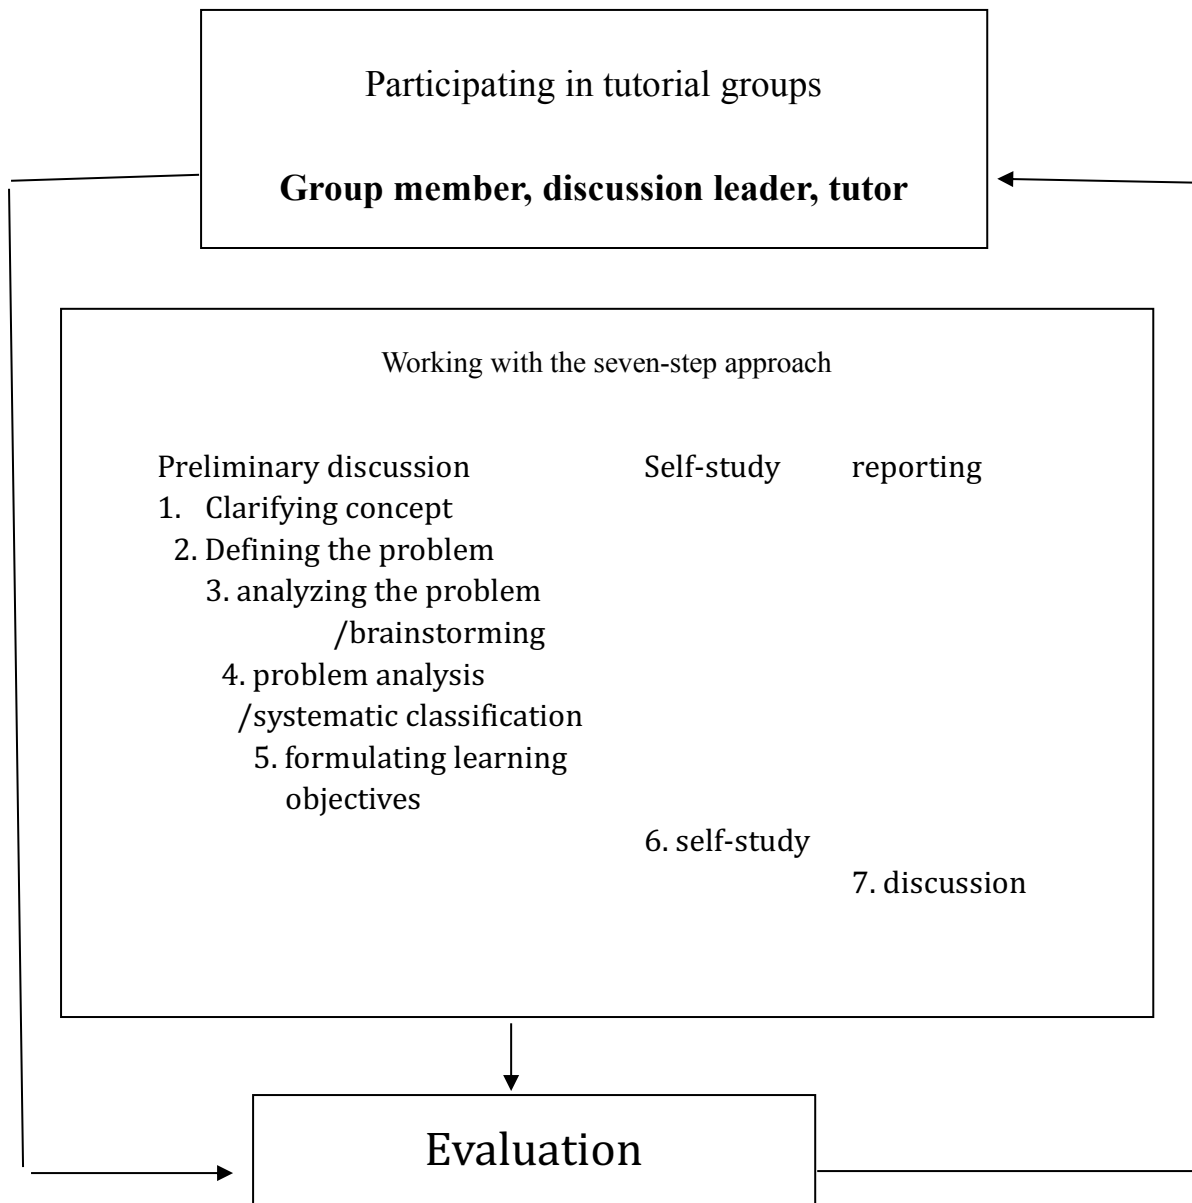 Participating in tutorial groups
Group member, discussion leader, tutor
Working with the seven-step approach
Preliminary discussion Self-study reporting
1. Clarifying concept
2. Defining the problem
3. analyzing the problem
/brainstorming
4. problem analysis
/systematic classification
5. formulating learning
objectives
6. self-study
7. discussion
Evaluation